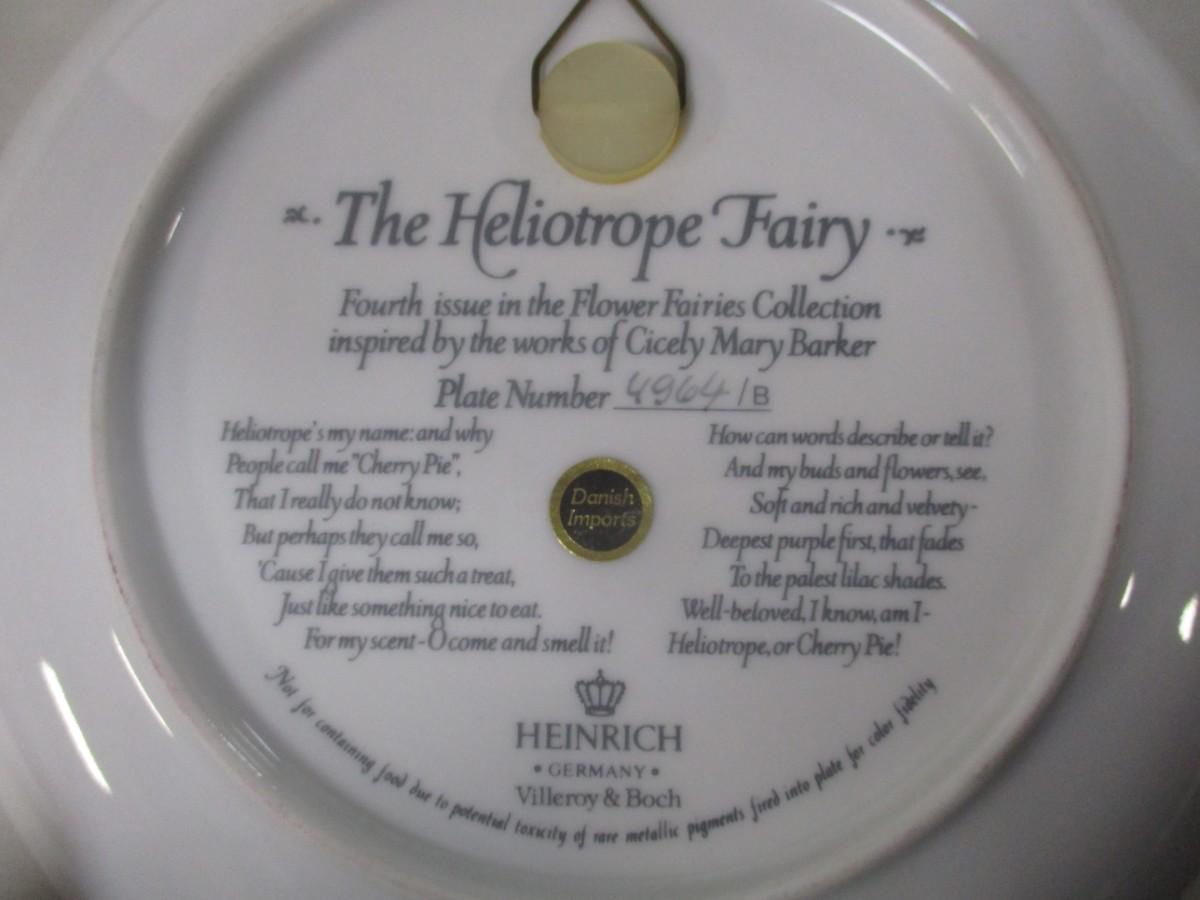 The Heliotrope Fairy
Fourth issue in the Flower Fairies Collection
inspired by the works of Cicely Mary Barker
Plate Number 4964/B
Heliotrope's my name: and why
People call me "Cherry Pie",
That I really do not know;
But perhaps they call me so,
'Cause I give them such a treat,
Just like something nice to eat.
For my scent-O come and smell it!
How can words describe or tell it?
And my buds and flowers, see,
Soft and rich and velvety-
Deepest purple first, that fades
To the palest lilac shades.
Well-beloved, I know, am I-
Heliotrope, or Cherry Pie!
Danish
Imports
HEINRICH
• GERMANY •
Villeroy & Boch
Not for containing food due to potential toxicity of rare metallic pigments fired into plate for color fidelity